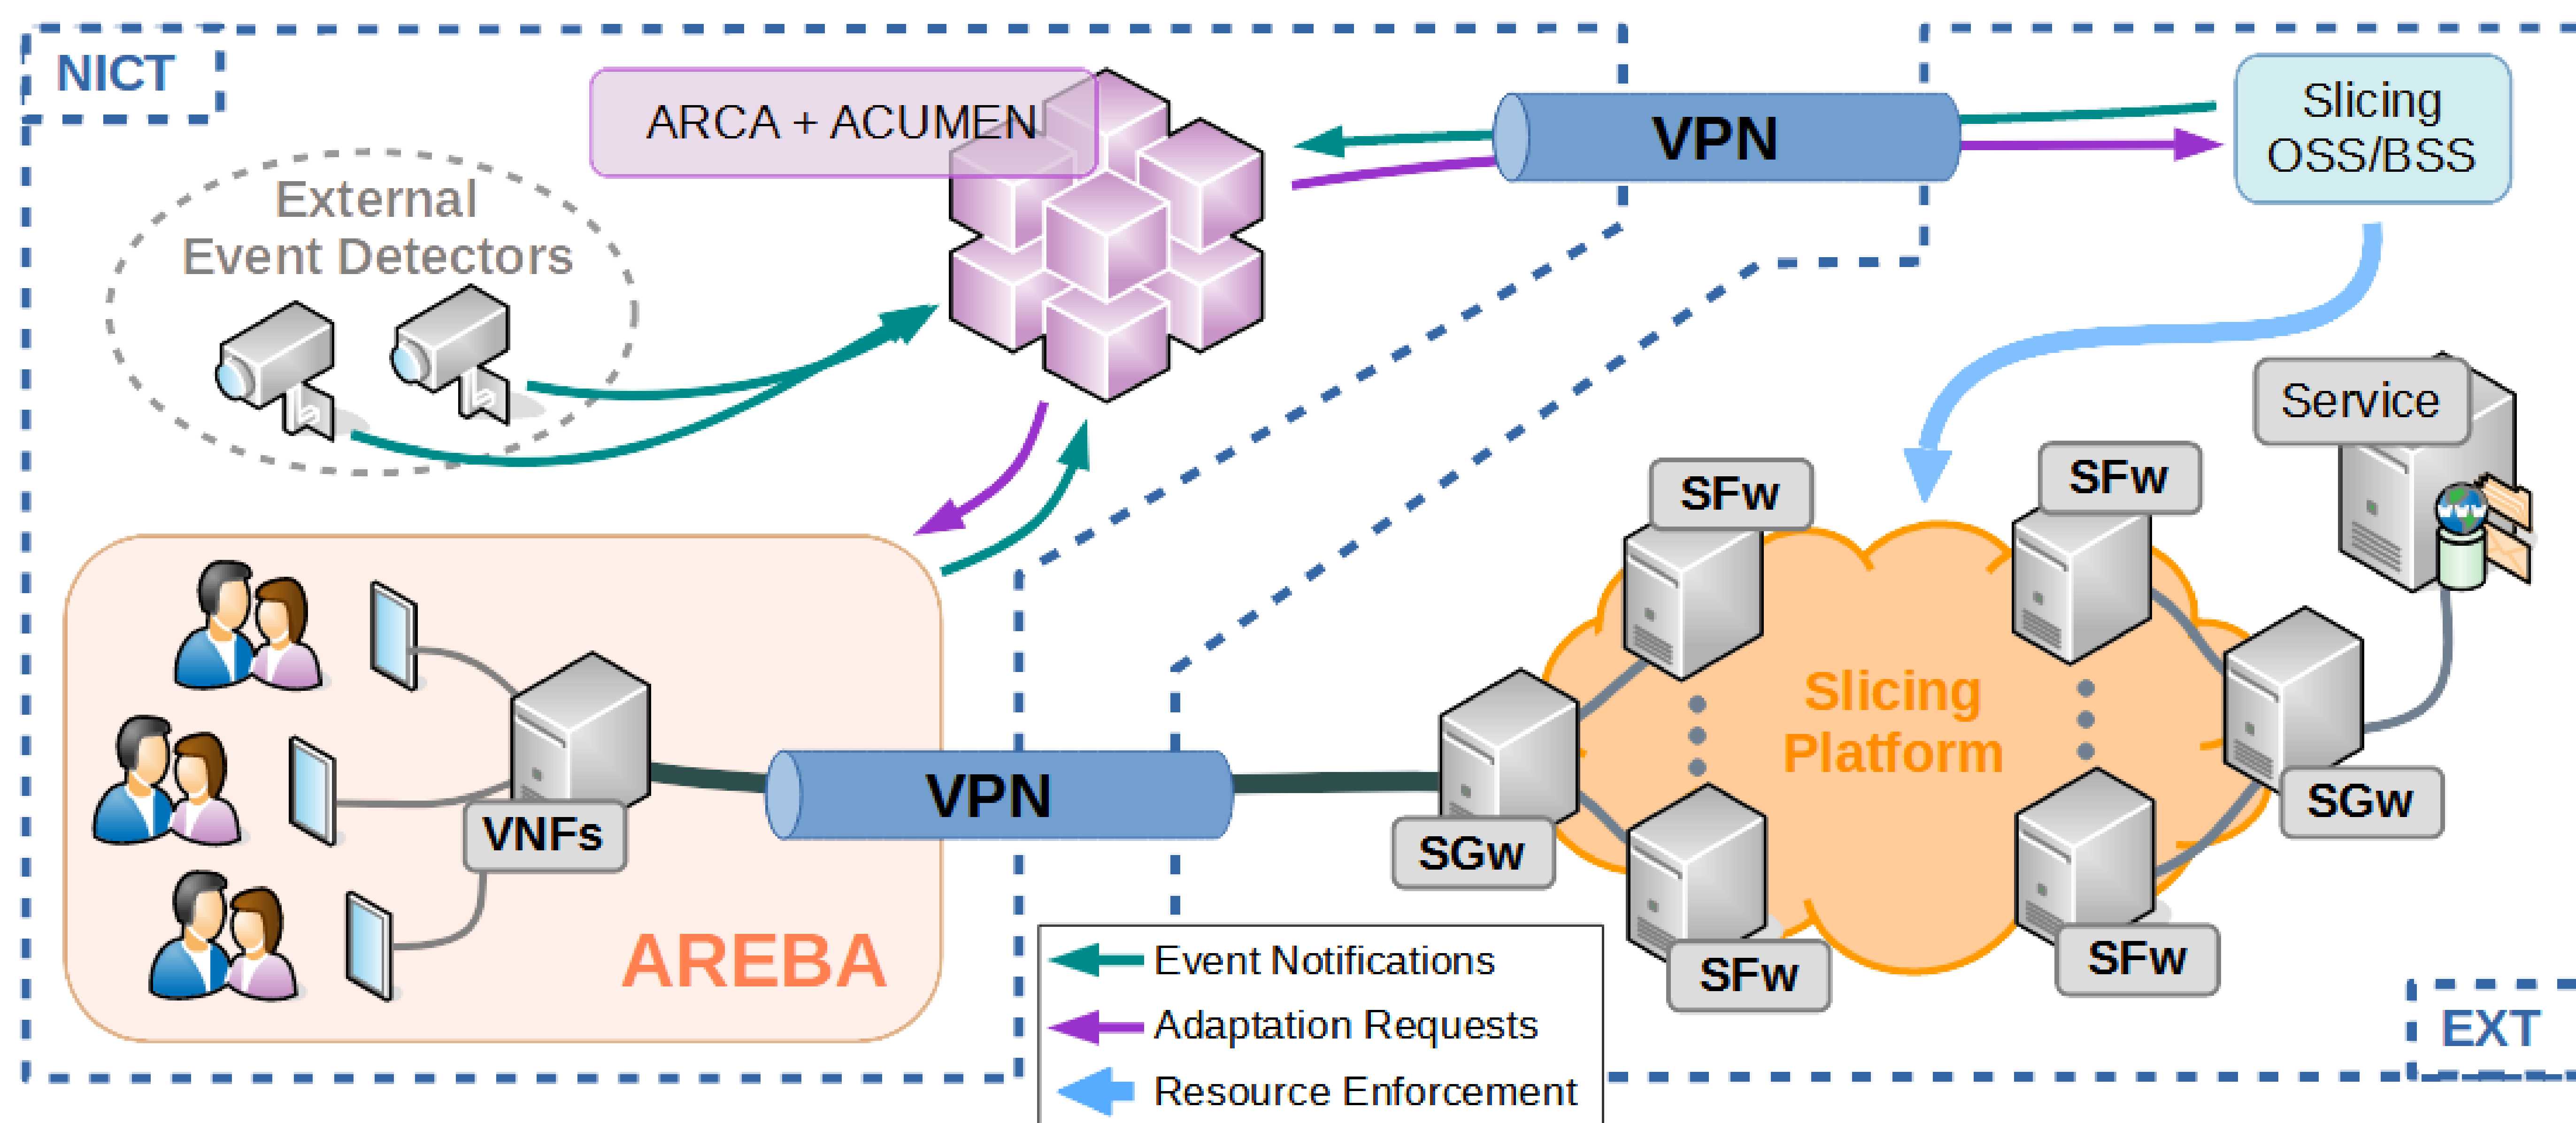 NICT
ARCA + ACUMEN
VPN
Slicing
OSS/BSS
External
Event Detectors
Service
SFw
SFw
Slicing
Platform
VNFs
VPN
SGw
SGw
AREBA
SFw
SFw
Event Notifications
Adaptation Requests
Resource Enforcement
EXT